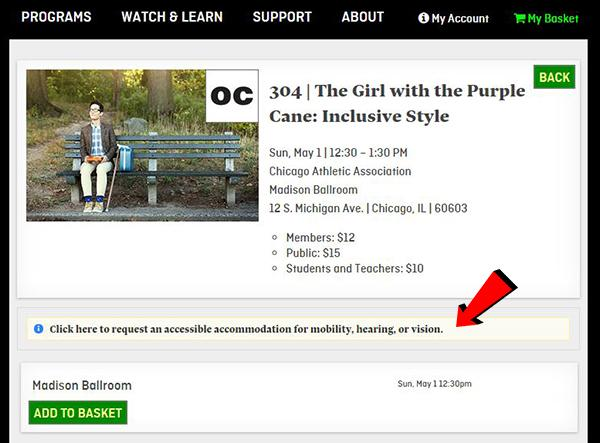 PROGRAMS WATCH & LEARN SUPPORT ABOUT My Account My Basket
OC
BACK
304 | The Girl with the Purple
Cane: Inclusive Style
Sun, May 1 | 12:30 – 1:30 PM
Chicago Athletic Association
Madison Ballroom
12 S. Michigan Ave. | Chicago, IL | 60603
Members: $12
Public: $15
Students and Teachers: $10
Click here to request an accessible accommodation for mobility, hearing, or vision.
Madison Ballroom Sun, May 1 12:30pm
ADD TO BASKET